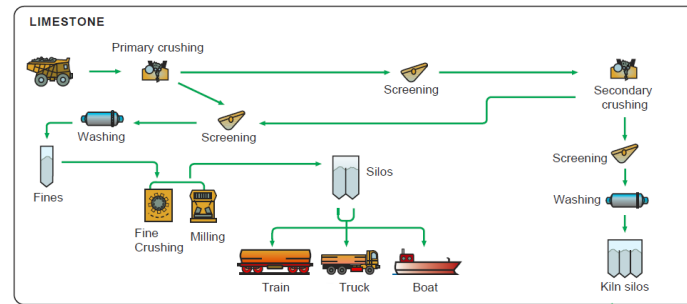 LIMESTONE
Primary crushing
Screening
Secondary
crushing
Washing
Screening
Screening
Fines
Silos
Washing
Fine
Crushing
Milling
Train
Truck
Boat
Kiln silos